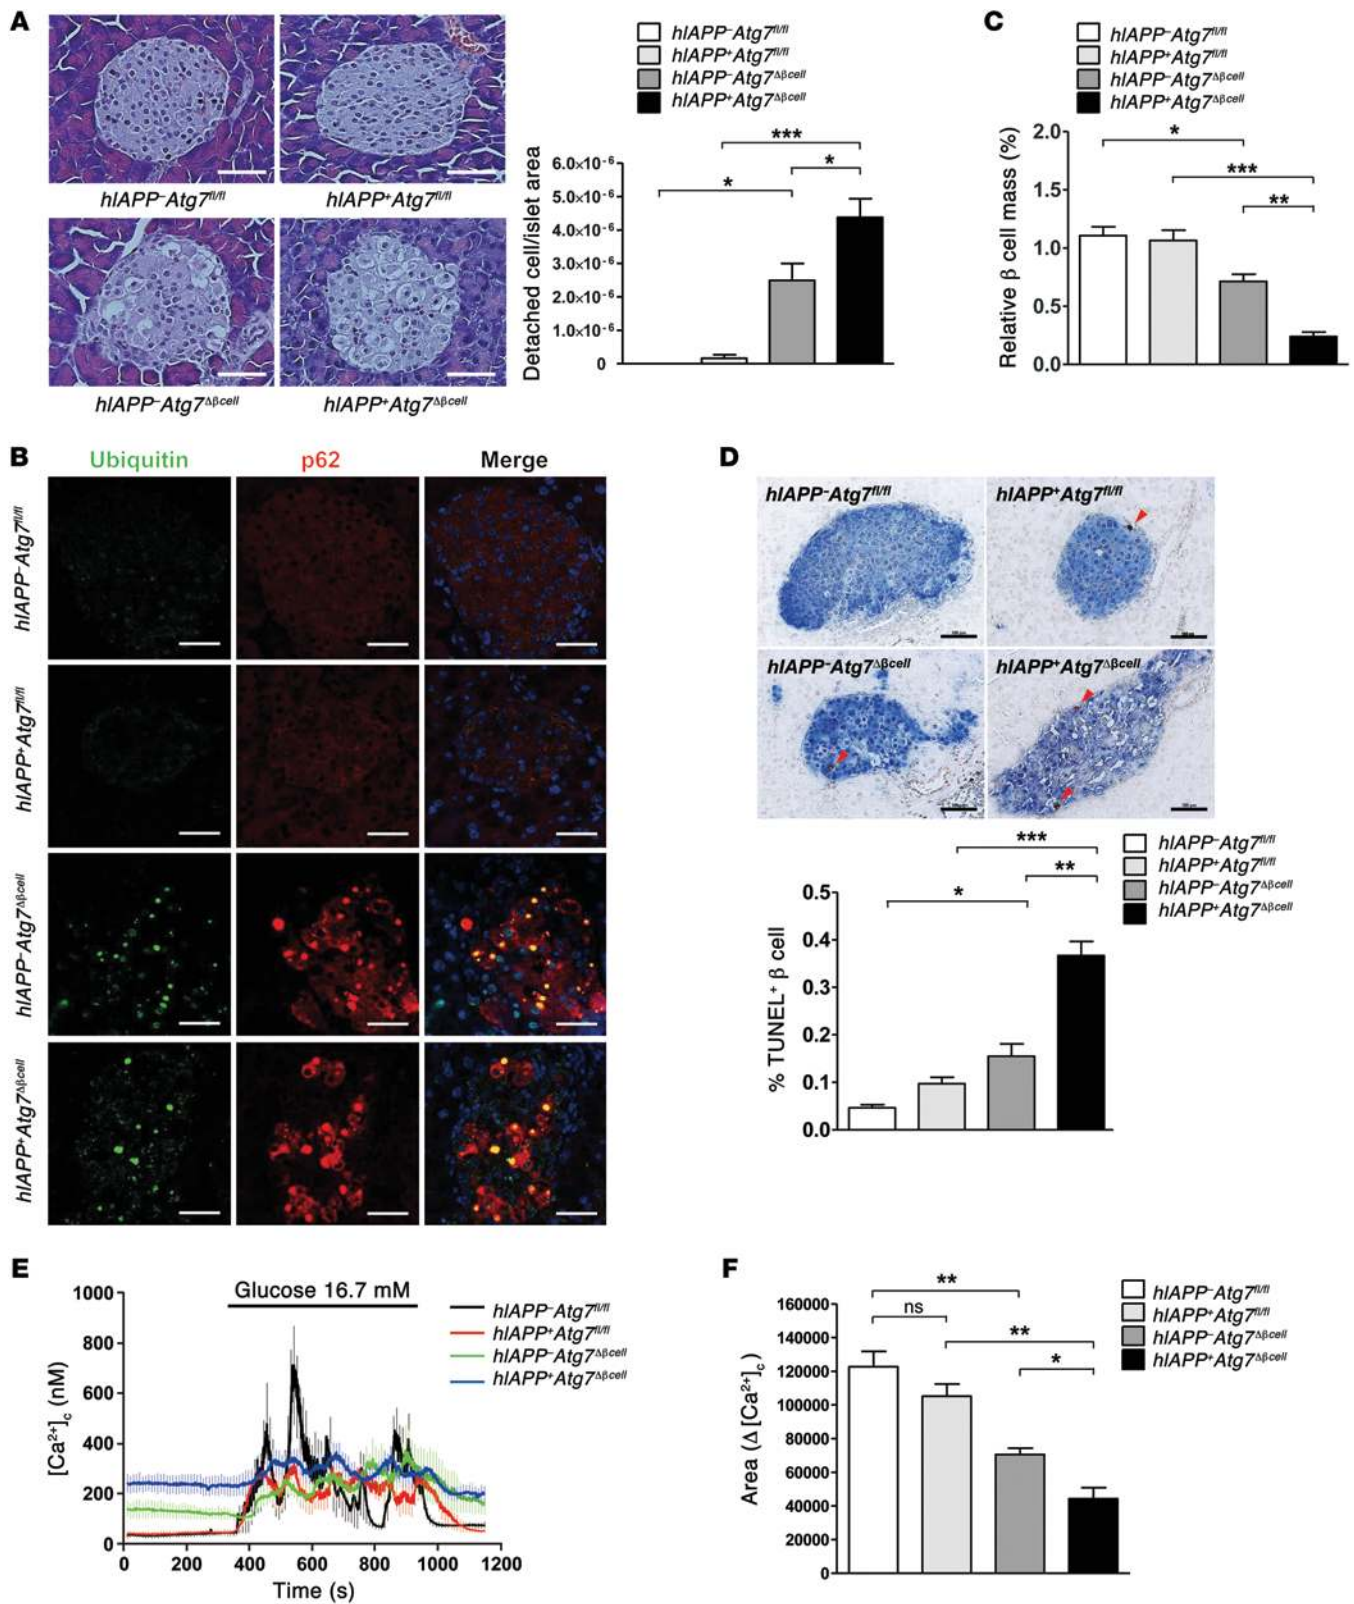 A
hIAPP⁻Atg7fl/fl
hIAPP⁺Atg7fl/fl
hIAPP⁻Atg7Δβcell
hIAPP⁺Atg7Δβcell
hIAPP⁻Atg7fl/fl
hIAPP⁺Atg7fl/fl
hIAPP⁻Atg7Δβcell
hIAPP⁺Atg7Δβcell
Detached cell/islet area
6.0×10⁻⁶
5.0×10⁻⁶
4.0×10⁻⁶
3.0×10⁻⁶
2.0×10⁻⁶
1.0×10⁻⁶
0
***
*
*
C
hIAPP⁻Atg7fl/fl
hIAPP⁺Atg7fl/fl
hIAPP⁻Atg7Δβcell
hIAPP⁺Atg7Δβcell
Relative β cell mass (%)
2.0
1.5
1.0
0.5
0.0
*
***
**
B
Ubiquitin p62 Merge
hIAPP⁻Atg7fl/fl
hIAPP⁺Atg7fl/fl
hIAPP⁻Atg7Δβcell
hIAPP⁺Atg7Δβcell
D
hIAPP⁻Atg7fl/fl
hIAPP⁺Atg7fl/fl
hIAPP⁻Atg7Δβcell
hIAPP⁺Atg7Δβcell
hIAPP⁻Atg7fl/fl
hIAPP⁺Atg7fl/fl
hIAPP⁻Atg7Δβcell
hIAPP⁺Atg7Δβcell
% TUNEL⁺ β cell
0.5
0.4
0.3
0.2
0.1
0.0
***
**
*
E
Glucose 16.7 mM
hIAPP⁻Atg7fl/fl
hIAPP⁺Atg7fl/fl
hIAPP⁻Atg7Δβcell
hIAPP⁺Atg7Δβcell
[Ca²⁺]c (nM)
1000
800
600
400
200
0
0 200 400 600 800 1000 1200
Time (s)
F
hIAPP⁻Atg7fl/fl
hIAPP⁺Atg7fl/fl
hIAPP⁻Atg7Δβcell
hIAPP⁺Atg7Δβcell
Area (Δ [Ca²⁺]c)
160000
140000
120000
100000
80000
60000
40000
20000
0
**
ns
**
*